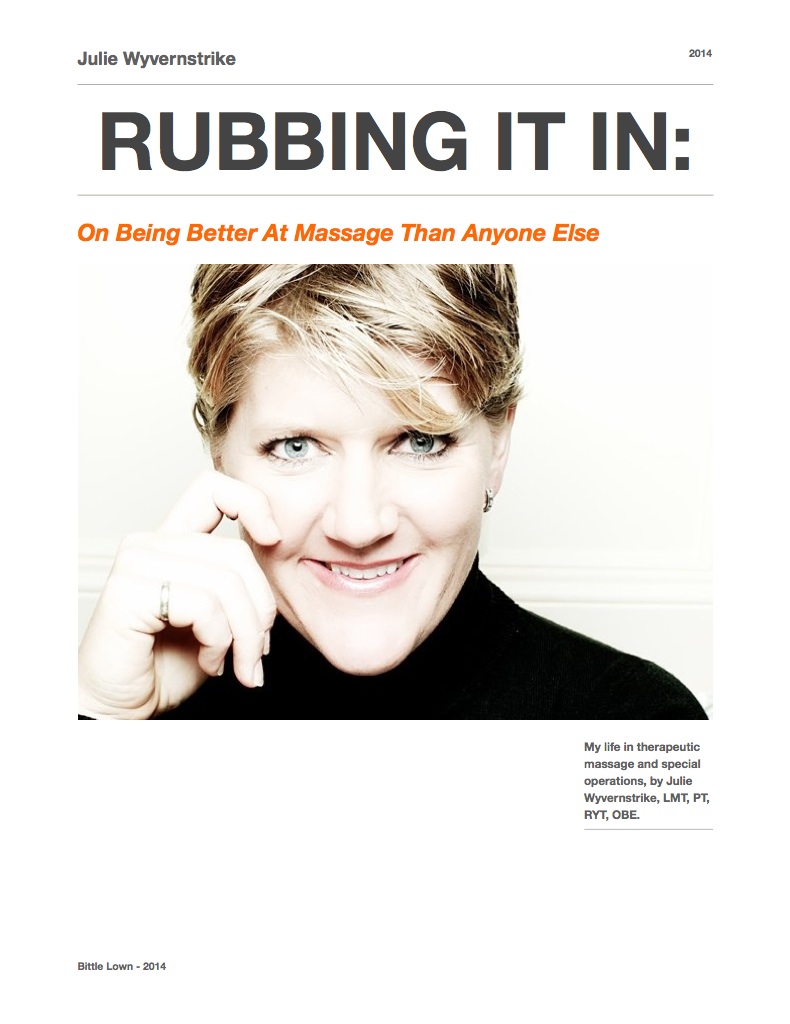 Julie Wyvernstrike
2014
RUBBING IT IN:
On Being Better At Massage Than Anyone Else
My life in therapeutic
massage and special
operations, by Julie
Wyvernstrike, LMT, PT,
RYT, OBE.
Bittle Lown - 2014